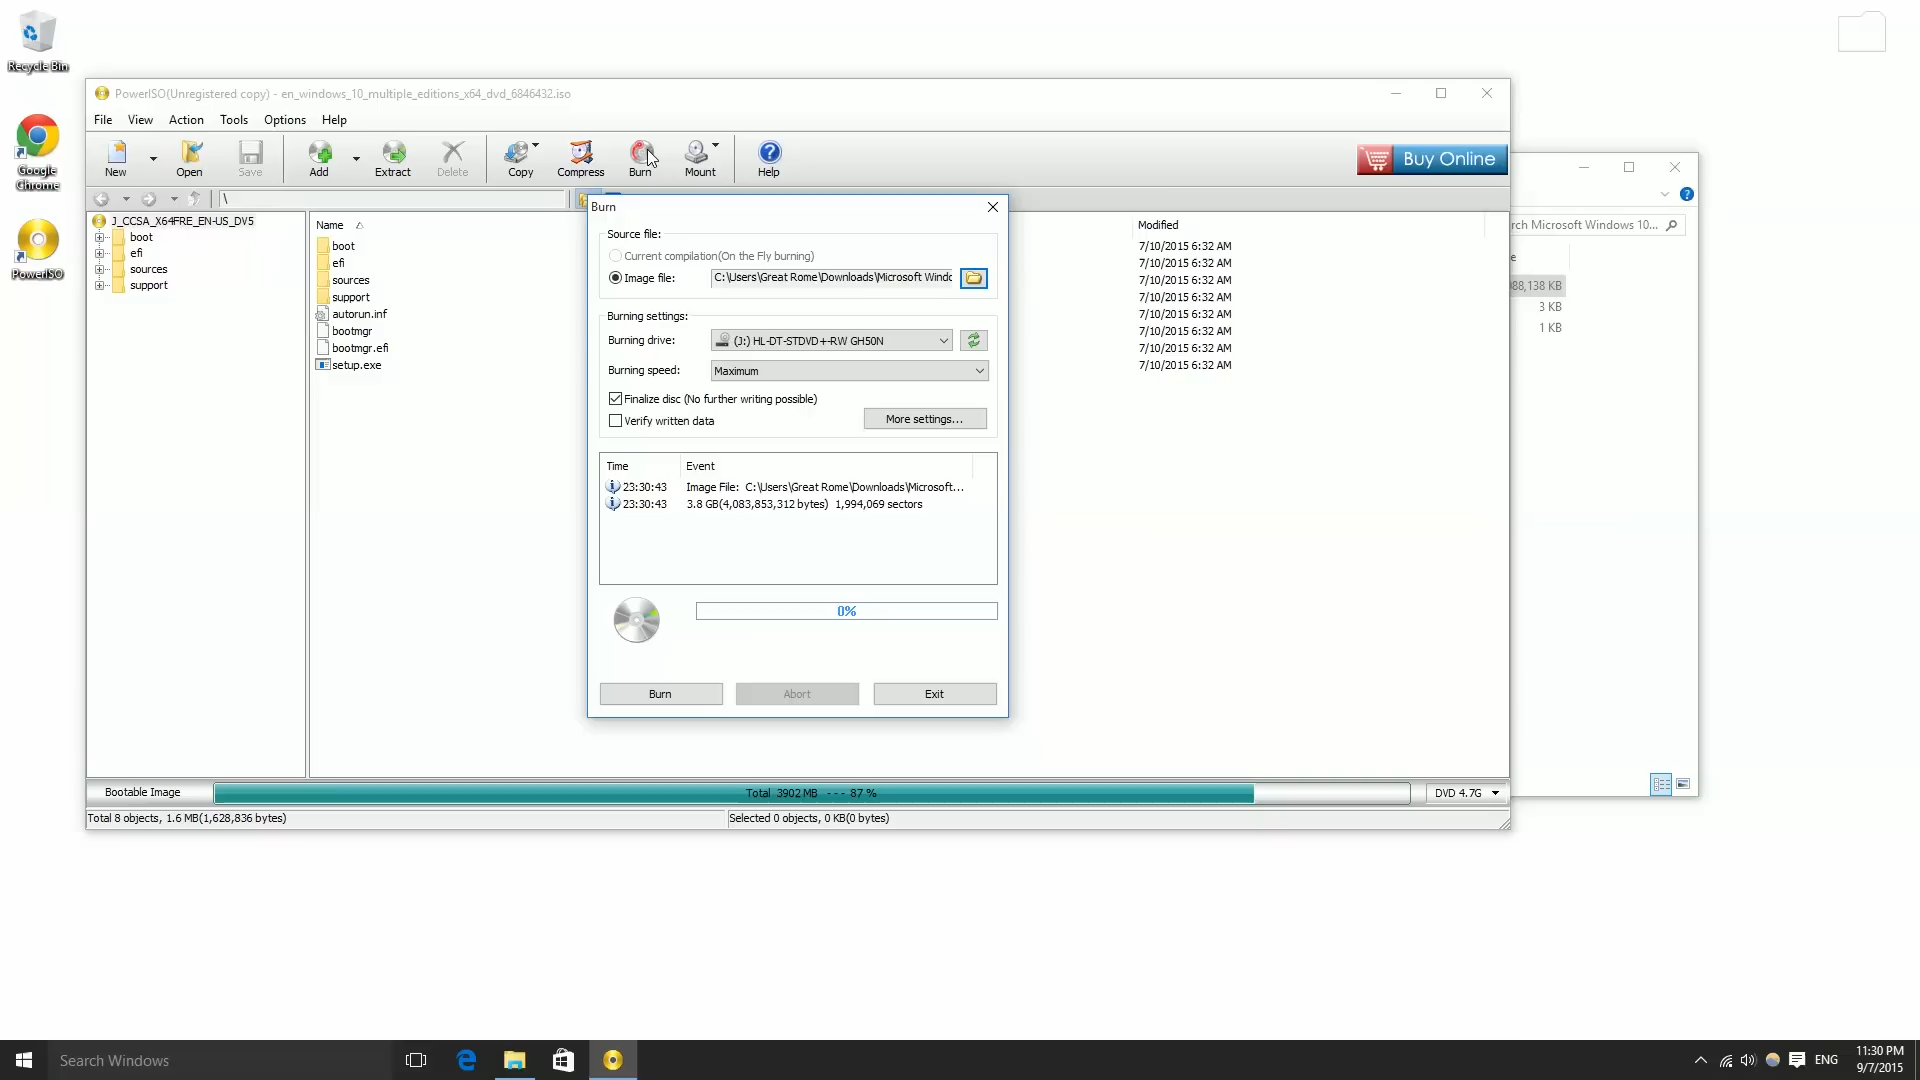 Recycle Bin
Google Chrome
PowerISO
PowerISO(Unregistered copy) - en_windows_10_multiple_editions_x64_dvd_6846432.iso
File View Action Tools Options Help
New Open Save Add Extract Delete Copy Compress Burn Mount Help
Buy Online
\
J_CCSA_X64FRE_EN-US_DV5
boot
efi
sources
support
Name Modified
boot 7/10/2015 6:32 AM
efi 7/10/2015 6:32 AM
sources 7/10/2015 6:32 AM
support 7/10/2015 6:32 AM
autorun.inf 7/10/2015 6:32 AM
bootmgr 7/10/2015 6:32 AM
bootmgr.efi 7/10/2015 6:32 AM
setup.exe 7/10/2015 6:32 AM
Burn
Source file:
Current compilation(On the Fly burning)
Image file: C:\Users\Great Rome\Downloads\Microsoft Windo
Burning settings:
Burning drive: (J:) HL-DT-STDVD+-RW GH50N
Burning speed: Maximum
Finalize disc (No further writing possible)
Verify written data More settings...
Time Event
23:30:43 Image File: C:\Users\Great Rome\Downloads\Microsoft...
23:30:43 3.8 GB(4,083,853,312 bytes) 1,994,069 sectors
0%
Burn Abort Exit
rch Microsoft Windows 10...
e
88,138 KB
3 KB
1 KB
Bootable Image Total 3902 MB --- 87 % DVD 4.7G
Total 8 objects, 1.6 MB(1,628,836 bytes) Selected 0 objects, 0 KB(0 bytes)
Search Windows
ENG 11:30 PM
9/7/2015